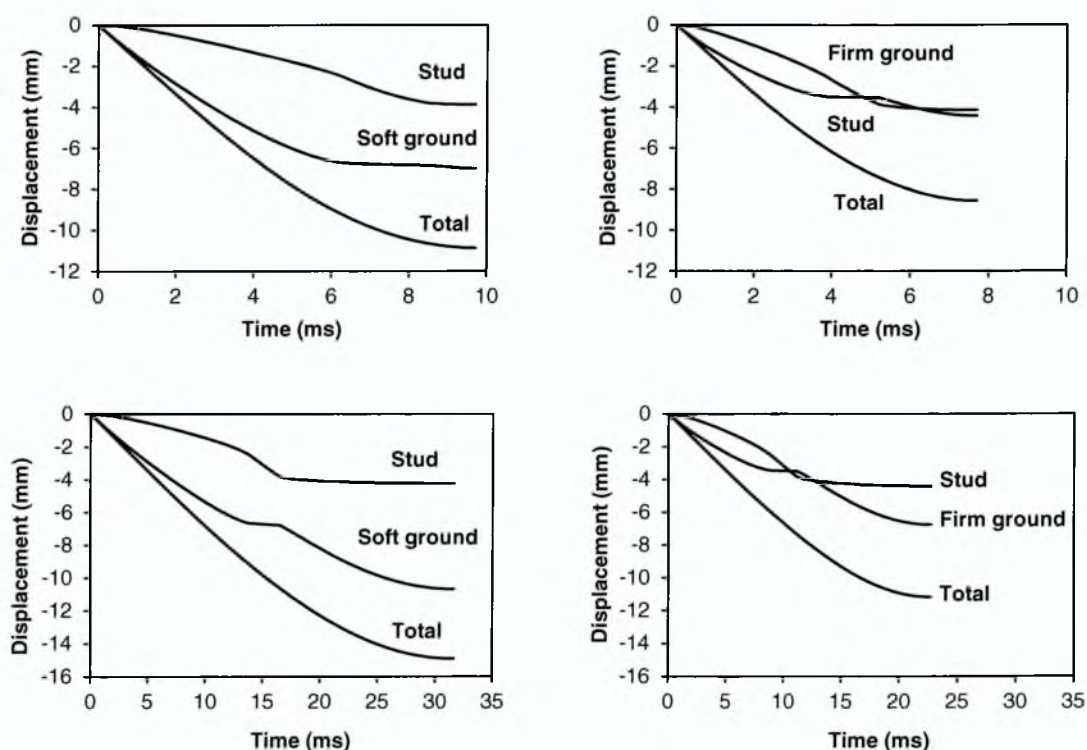 0
-2
-4
-6
-8
-10
-12
Displacement (mm)
Stud
Soft ground
Total
0 2 4 6 8 10
Time (ms)
0
-2
-4
-6
-8
-10
-12
Displacement (mm)
Firm ground
Stud
Total
0 2 4 6 8 10
Time (ms)
0
-2
-4
-6
-8
-10
-12
-14
-16
Displacement (mm)
Stud
Soft ground
Total
0 5 10 15 20 25 30 35
Time (ms)
0
-2
-4
-6
-8
-10
-12
-14
-16
Displacement (mm)
Stud
Firm ground
Total
0 5 10 15 20 25 30 35
Time (ms)